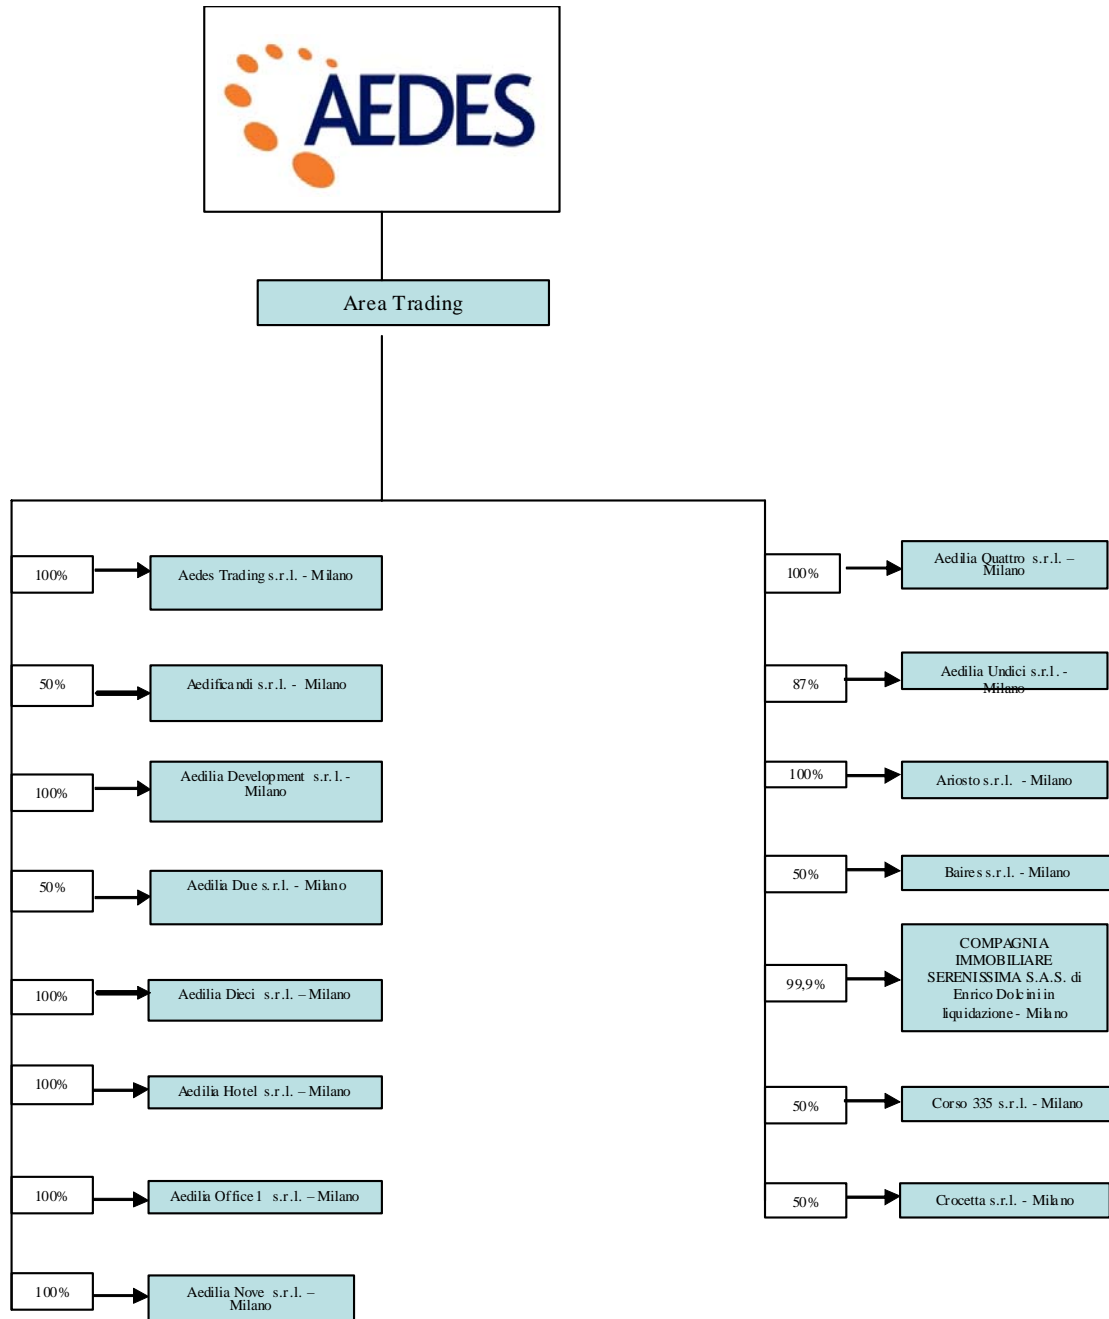 AEDES
Area Trading
100%
Aedes Trading s.r.l. - Milano
50%
Aedificandi s.r.l. - Milano
100%
Aedilia Development s.r.l. -
Milano
50%
Aedilia Due s.r.l. - Milano
100%
Aedilia Dieci s.r.l. – Milano
100%
Aedilia Hotel s.r.l. – Milano
100%
Aedilia Office 1 s.r.l. – Milano
100%
Aedilia Nove s.r.l. –
Milano
100%
Aedilia Quattro s.r.l. –
Milano
87%
Aedilia Undici s.r.l. -
Milano
100%
Ariosto s.r.l. - Milano
50%
Baires s.r.l. - Milano
99,9%
COMPAGNIA
IMMOBILIARE
SERENISSIMA S.A.S. di
Enrico Dolcini in
liquidazione - Milano
50%
Corso 335 s.r.l. - Milano
50%
Crocetta s.r.l. - Milano